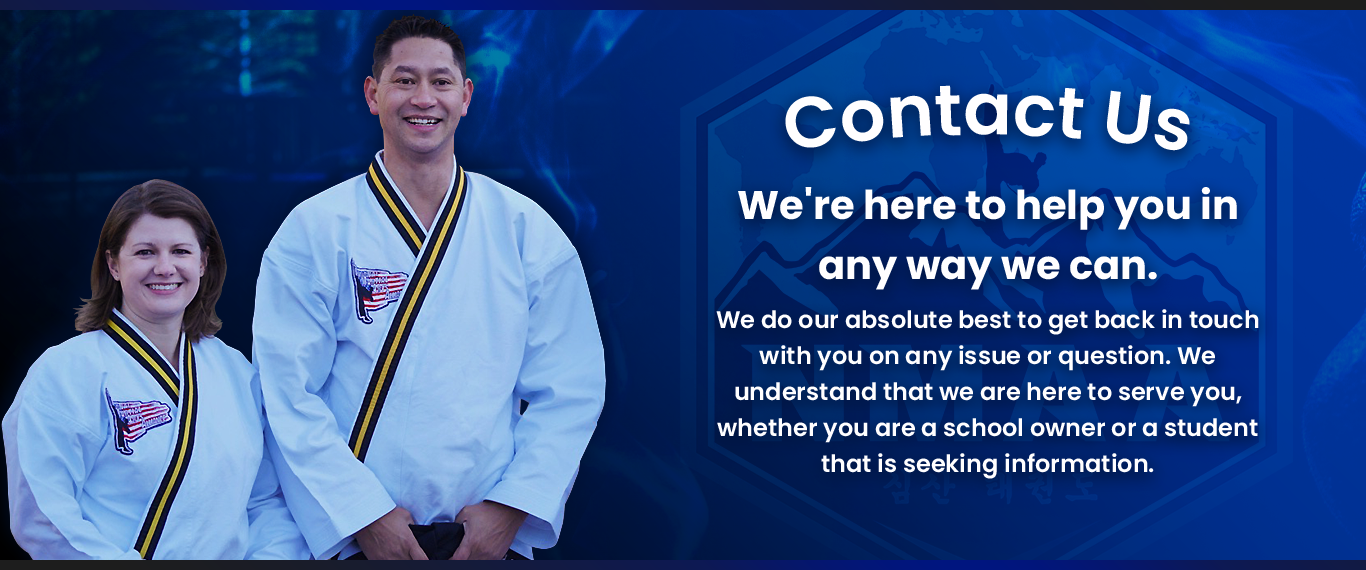 Contact Us
We're here to help you in
any way we can.
We do our absolute best to get back in touch
with you on any issue or question. We
understand that we are here to serve you,
whether you are a school owner or a student
that is seeking information.